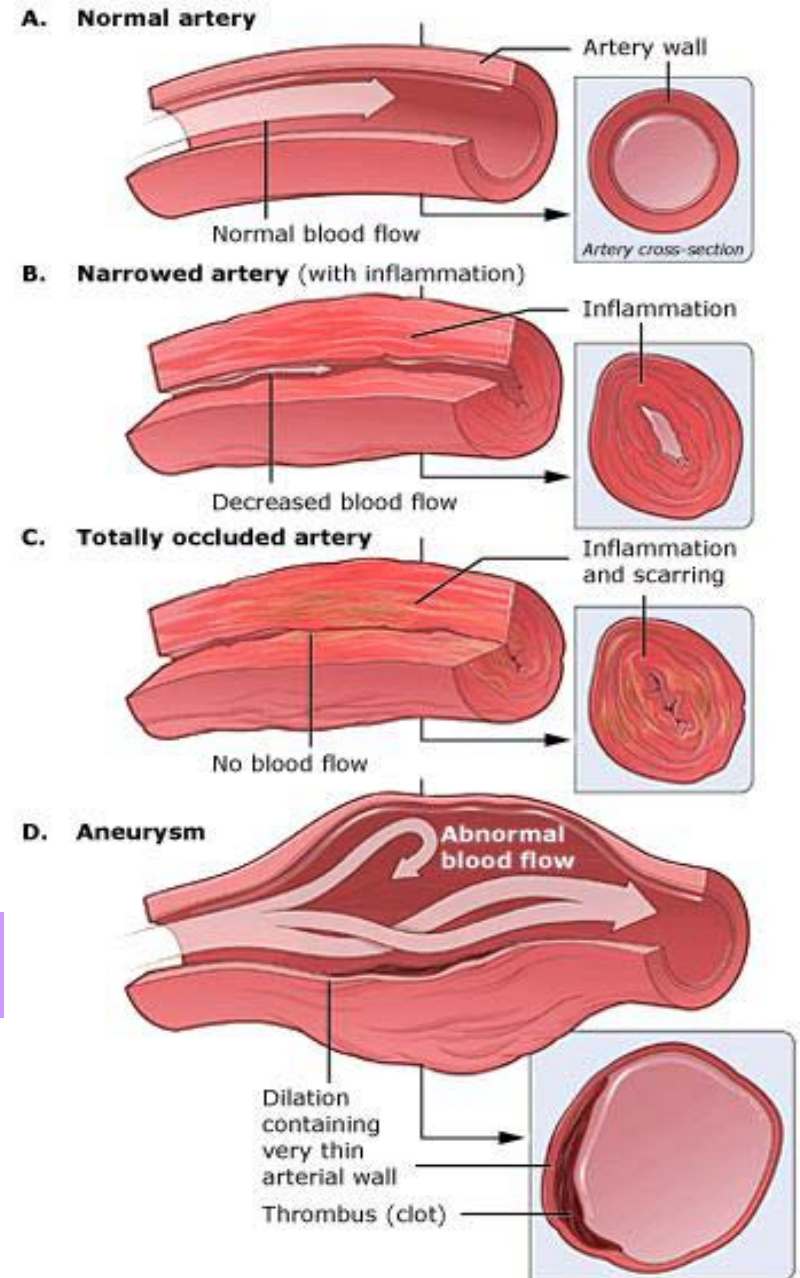 A. Normal artery
Artery wall
Normal blood flow
Artery cross-section
B. Narrowed artery (with inflammation)
Inflammation
Decreased blood flow
C. Totally occluded artery
Inflammation
and scarring
No blood flow
D. Aneurysm
Abnormal
blood flow
Dilation
containing
very thin
arterial wall
Thrombus (clot)